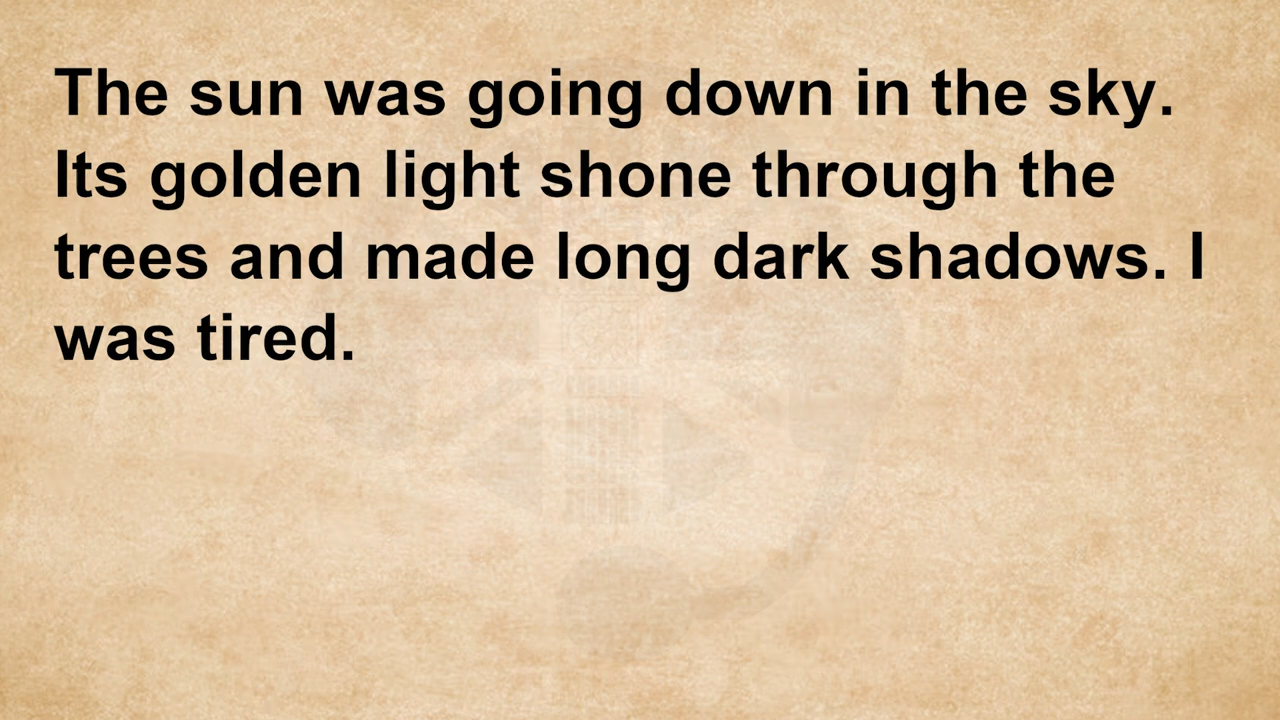 The sun was going down in the sky.
Its golden light shone through the
trees and made long dark shadows. I
was tired.